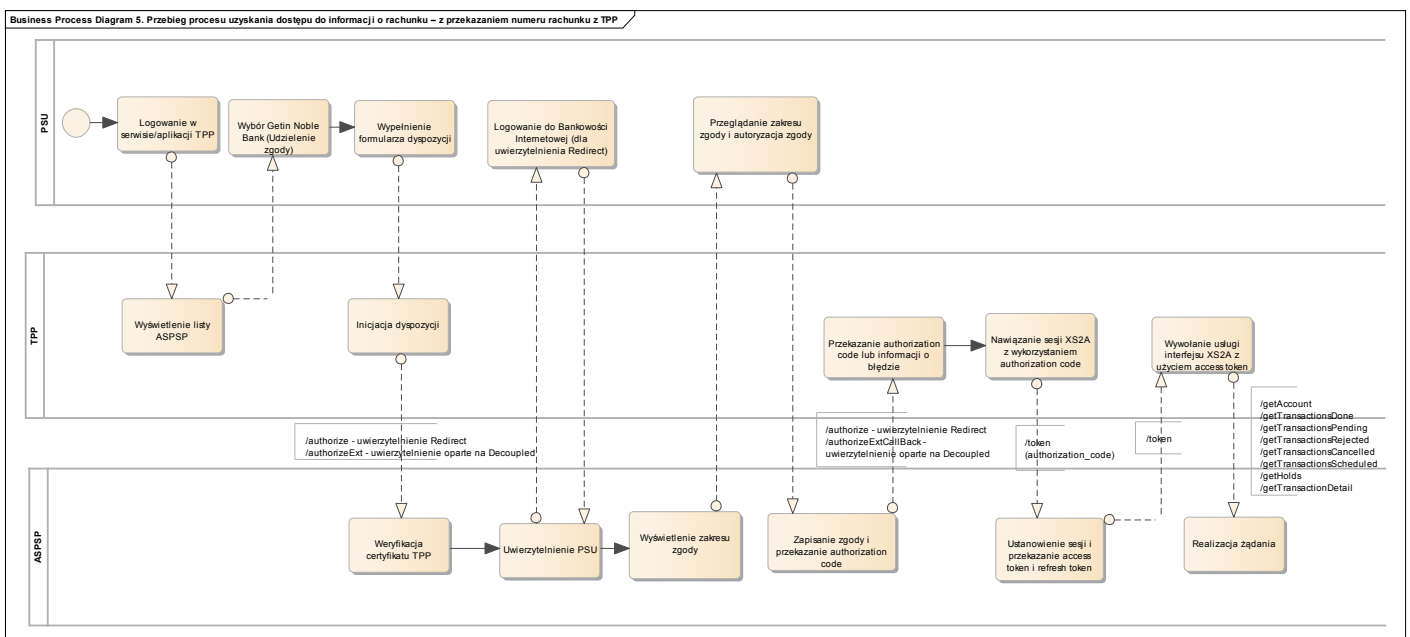 Business Process Diagram 5. Przebieg procesu uzyskania dostępu do informacji o rachunku – z przekazaniem numeru rachunku z TPP
PSU
Logowanie w
serwisie/aplikacji TPP
Wybór Getin Noble
Bank (Udzielenie
zgody)
Wypełnienie
formularza dyspozycji
Logowanie do Bankowości
Internetowej (dla
uwierzytelnienia Redirect)
Przeglądanie zakresu
zgody i autoryzacja zgody
TPP
Wyświetlenie listy
ASPSP
Inicjacja dyspozycji
Przekazanie authorization
code lub informacji o
błędzie
Nawiązanie sesji XS2A
z wykorzystaniem
authorization code
Wywołanie usługi
interfejsu XS2A z
użyciem access token
/authorize - uwierzytelnienie Redirect
/authorizeExt - uwierzytelnienie oparte na Decoupled
/authorize - uwierzytelnienie Redirect
/authorizeExtCallBack -
uwierzytelnienie oparte na Decoupled
/token
(authorization_code)
/token
/getAccount
/getTransactionsDone
/getTransactionsPending
/getTransactionsRejected
/getTransactionsCancelled
/getTransactionsScheduled
/getHolds
/getTransactionDetail
ASPSP
Weryfikacja
certyfikatu TPP
Uwierzytelnienie PSU
Wyświetlenie zakresu
zgody
Zapisanie zgody i
przekazanie authorization
code
Ustanowienie sesji i
przekazanie access
token i refresh token
Realizacja żądania